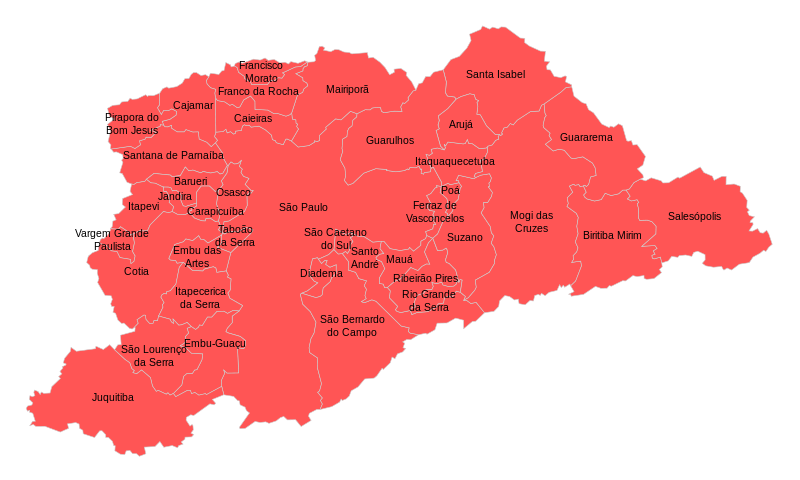 Francisco
Morato
Santa Isabel
Franco da Rocha
Mairiporã
Cajamar
Pirapora do
Bom Jesus
Caieiras
Arujá
Guarulhos
Guararema
Santana de Parnaíba
Itaquaquecetuba
Barueri
Osasco
Poá
Jandira
Itapevi
Carapicuíba
São Paulo
Ferraz de
Vasconcelos
Mogi das
Cruzes
Salesópolis
Vargem Grande
Paulista
Taboão
da Serra
São Caetano
do Sul
Suzano
Biritiba Mirim
Embu das
Artes
Santo
André
Mauá
Cotia
Diadema
Ribeirão Pires
Itapecerica
da Serra
Rio Grande
da Serra
São Bernardo
do Campo
Embu-Guaçu
São Lourenço
da Serra
Juquitiba